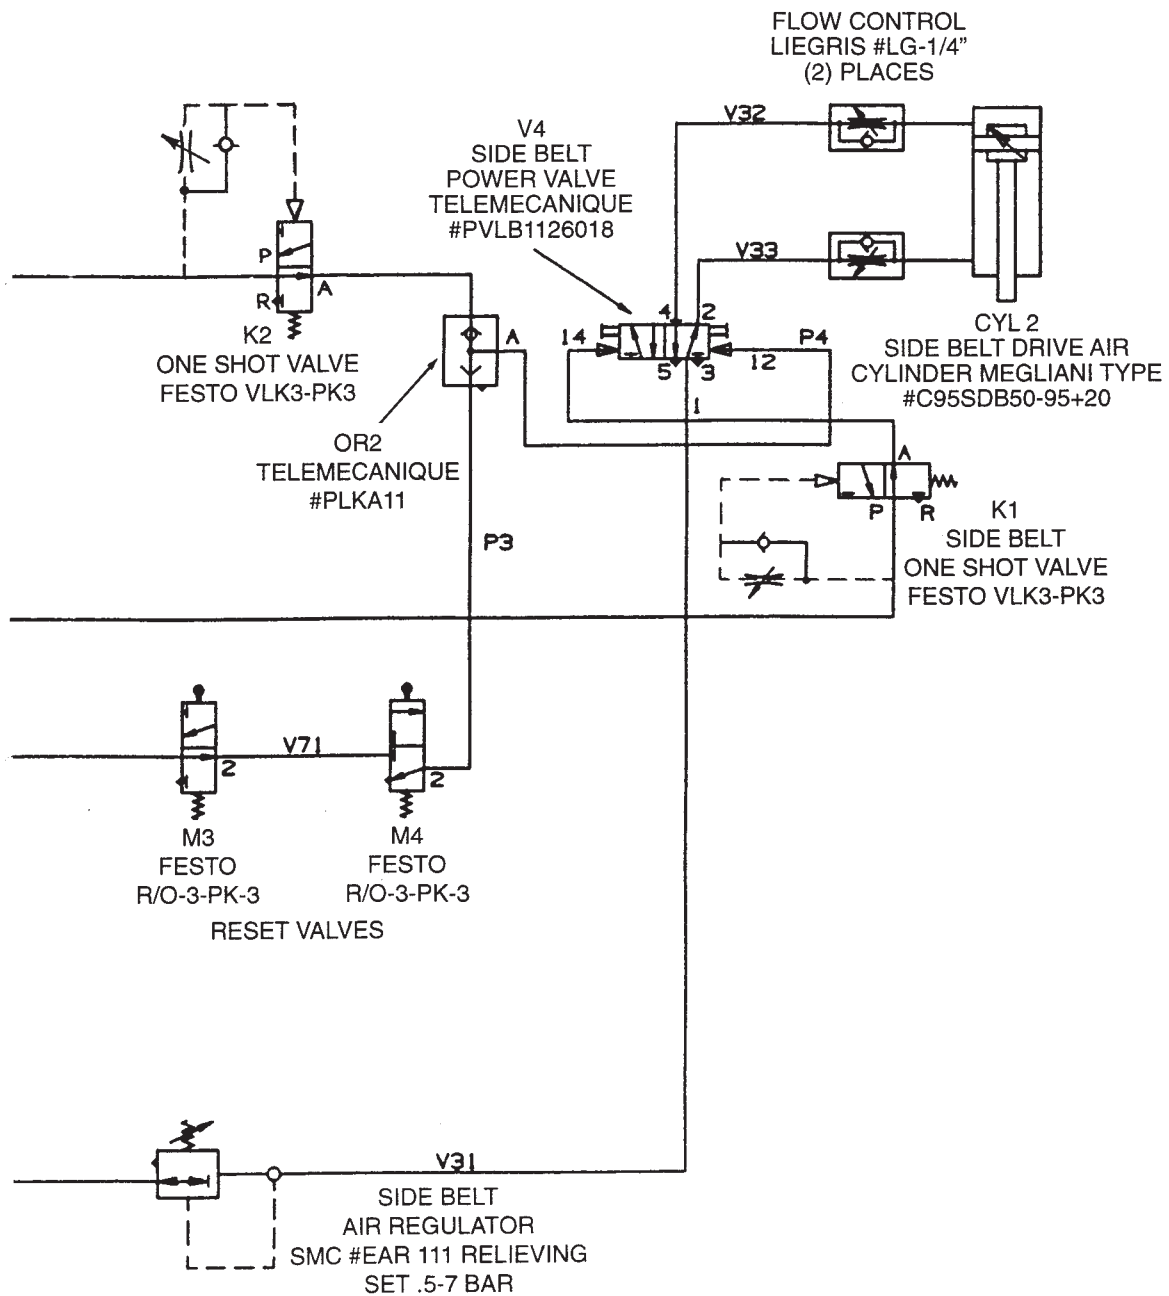 FLOW CONTROL
LIEGRIS #LG-1/4"
(2) PLACES
V32
V4
SIDE BELT
POWER VALVE
TELEMECANIQUE
#PVLB1126018
V33
P
A
R
K2
ONE SHOT VALVE
FESTO VLK3-PK3
A
4
2
14
P4
5
3
12
1
CYL 2
SIDE BELT DRIVE AIR
CYLINDER MEGLIANI TYPE
#C95SDB50-95+20
OR2
TELEMECANIQUE
#PLKA11
A
P
R
K1
SIDE BELT
ONE SHOT VALVE
FESTO VLK3-PK3
P3
V71
2
2
M3
FESTO
R/O-3-PK-3
M4
FESTO
R/O-3-PK-3
RESET VALVES
V31
SIDE BELT
AIR REGULATOR
SMC #EAR 111 RELIEVING
SET .5-7 BAR